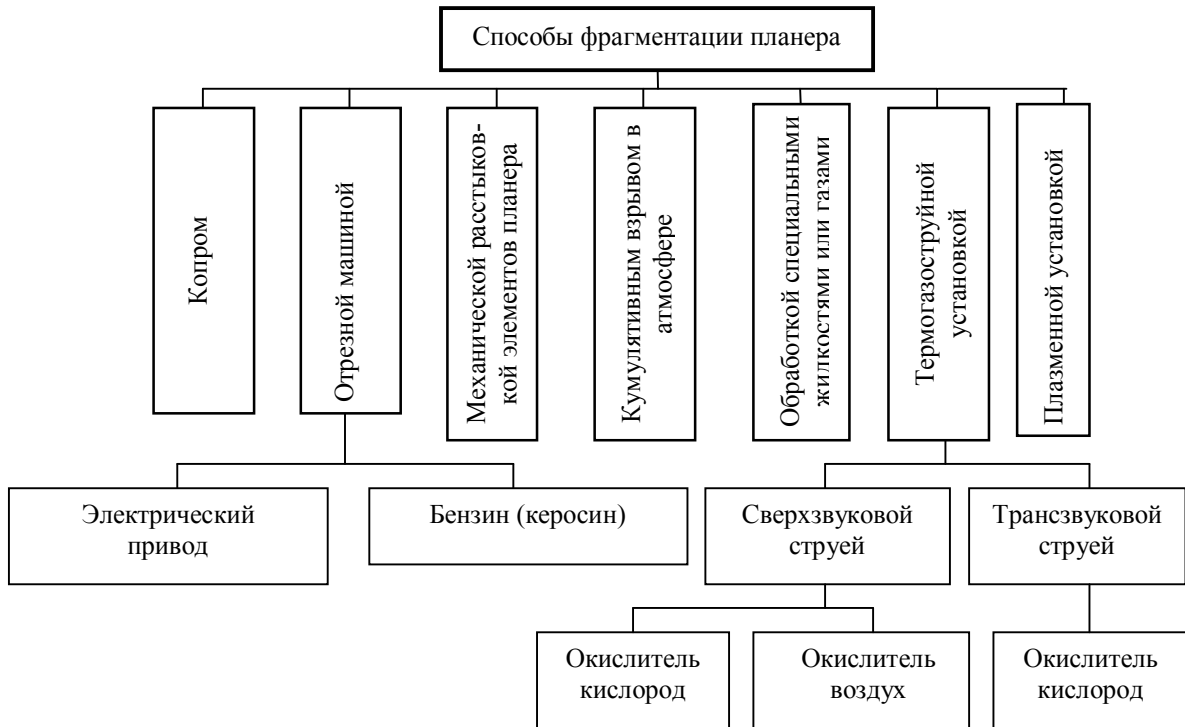 Способы фрагментации планера
Копром
Отрезной машиной
Механической расстыков-
кой элементов планера
Кумулятивным взрывом в
атмосфере
Обработкой специальными
жилкостями или газами
Термогазоструйной
установкой
Плазменной установкой
Электрический
привод
Бензин (керосин)
Сверхзвуковой
струей
Трансзвуковой
струей
Окислитель
кислород
Окислитель
воздух
Окислитель
кислород